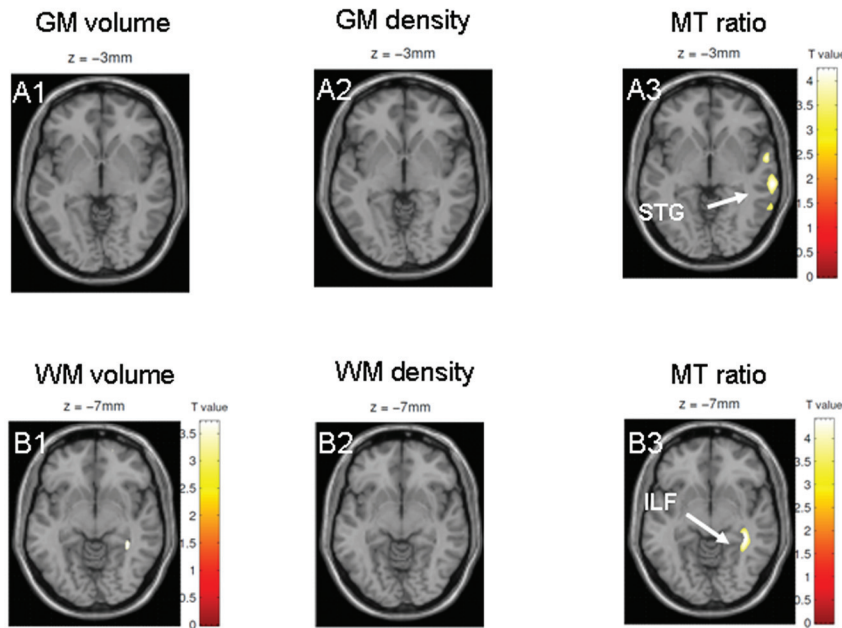 GM volume
GM density
MT ratio
z = −3mm
z = −3mm
z = −3mm
T value
A1
A2
A3
4
3.5
3
2.5
2
1.5
1
0.5
0
STG
WM volume
WM density
MT ratio
z = −7mm
T value
z = −7mm
z = −7mm
T value
B1
B2
B3
3.5
3
2.5
2
1.5
1
0.5
0
ILF
4
3.5
3
2.5
2
1.5
1
0.5
0